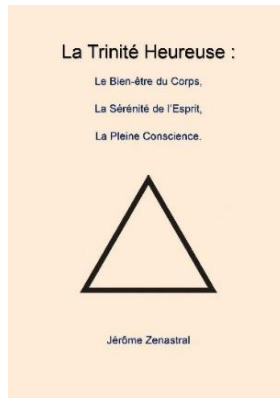 La Trinité Heureuse :
Le Bien-être du Corps,
La Sérénité de l'Esprit,
La Pleine Conscience.
Jérôme Zenastral